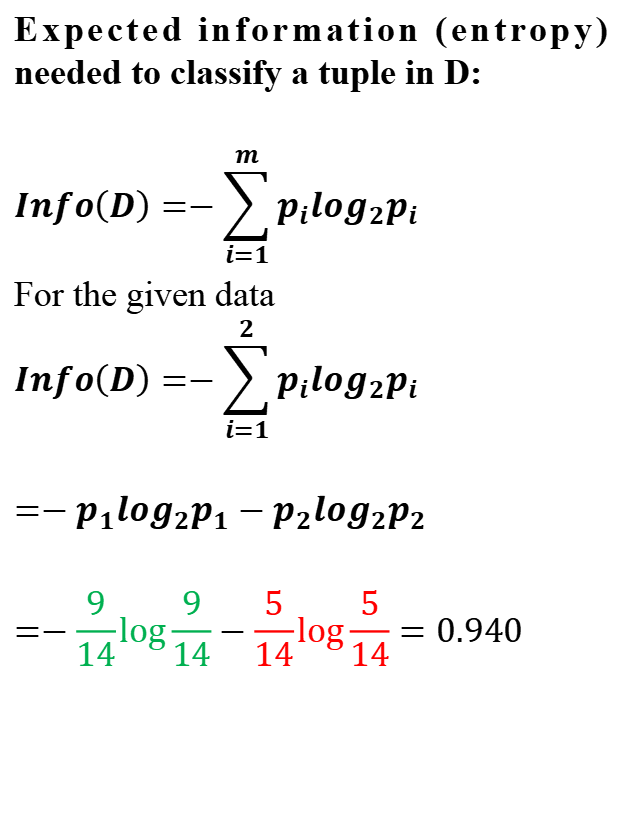 Expected information (entropy)
needed to classify a tuple in D:
Info(D) =− ∑_{i=1}^{m} p_i log_2 p_i
For the given data
Info(D) =− ∑_{i=1}^{2} p_i log_2 p_i
=− p_1 log_2 p_1 − p_2 log_2 p_2
=− 9/14 log 9/14 − 5/14 log 5/14 = 0.940